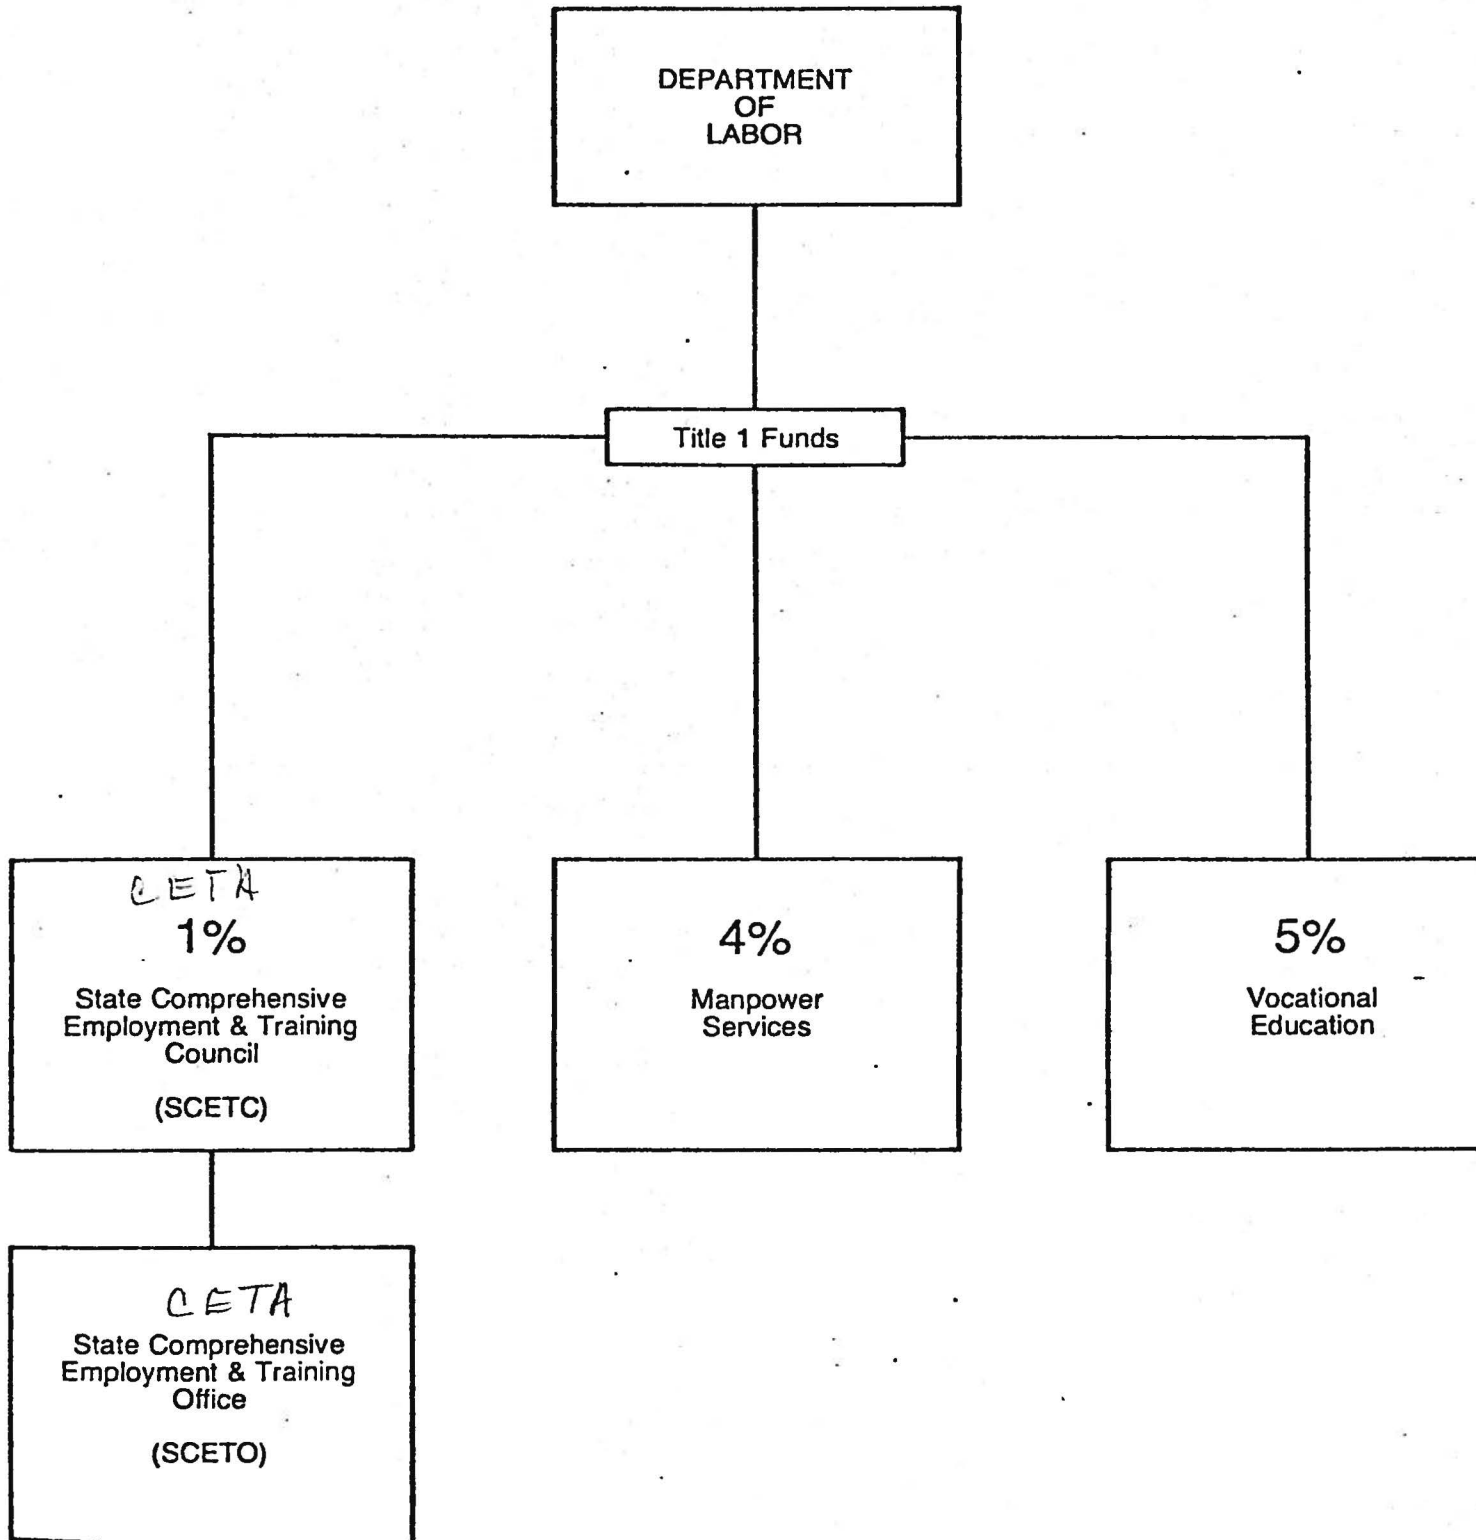 DEPARTMENT
OF
LABOR
Title 1 Funds
CETA
1%
State Comprehensive
Employment & Training
Council
(SCETC)
4%
Manpower
Services
5%
Vocational
Education
CETA
State Comprehensive
Employment & Training
Office
(SCETO)